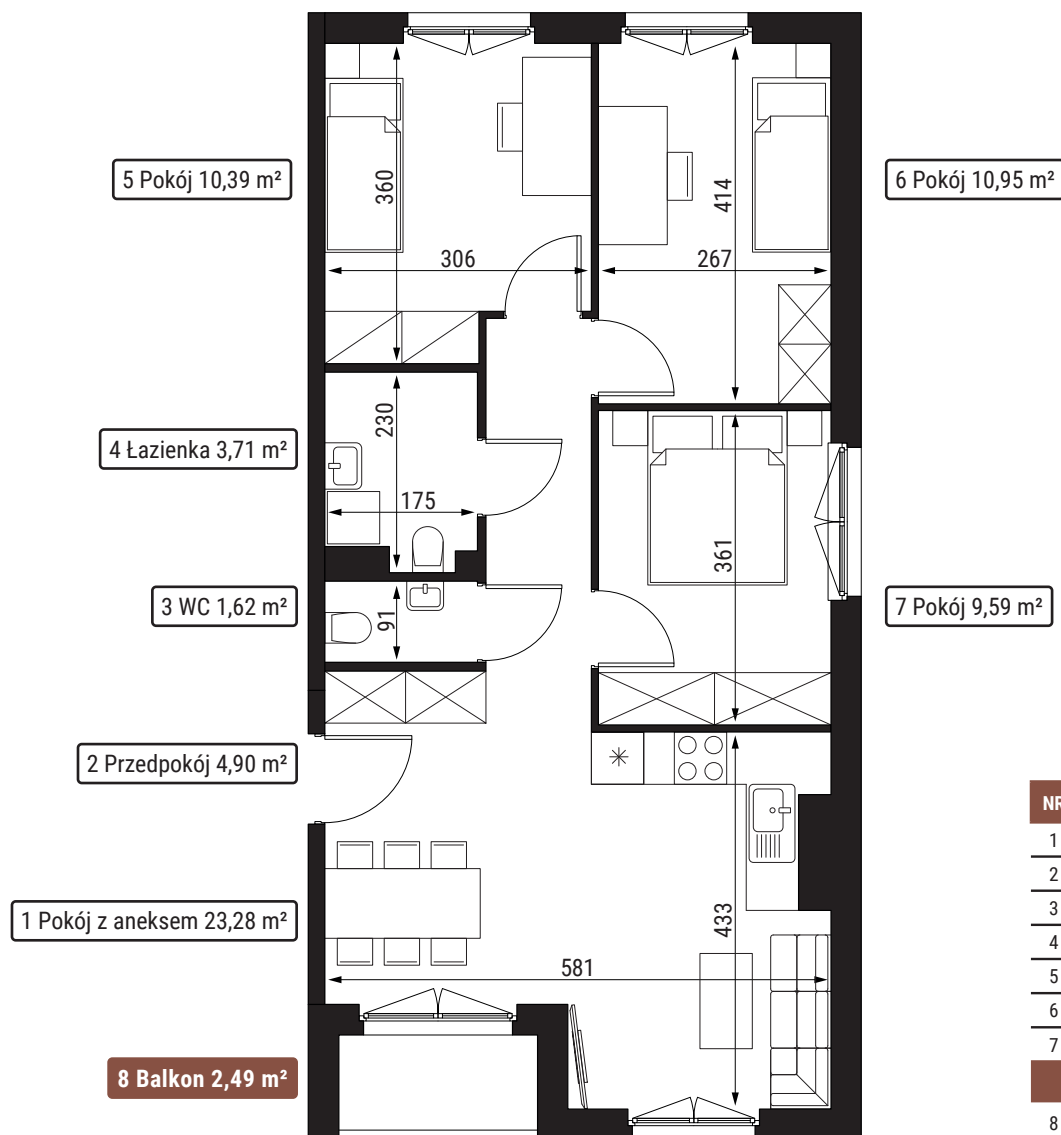 5 Pokój 10,39 m²
6 Pokój 10,95 m²
360
414
306
267
4 Łazienka 3,71 m²
230
175
361
3 WC 1,62 m²
91
7 Pokój 9,59 m²
2 Przedpokój 4,90 m²
1 Pokój z aneksem 23,28 m²
433
581
8 Balkon 2,49 m²
NR
1
2
3
4
5
6
7
8